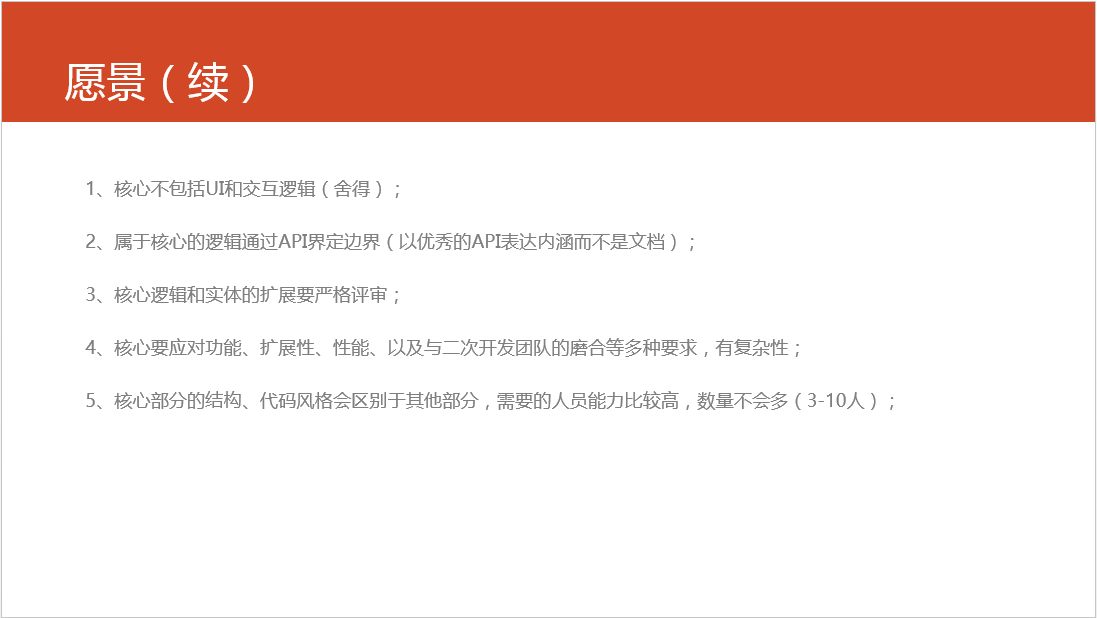 愿景（续）
1、核心不包括UI和交互逻辑（舍得）；
2、属于核心的逻辑通过API界定边界（以优秀的API表达内涵而不是文档）；
3、核心逻辑和实体的扩展要严格评审；
4、核心要应对功能、扩展性、性能、以及与二次开发团队的磨合等多种要求，有复杂性；
5、核心部分的结构、代码风格会区别于其他部分，需要的人员能力比较高，数量不会多（3-10人）；